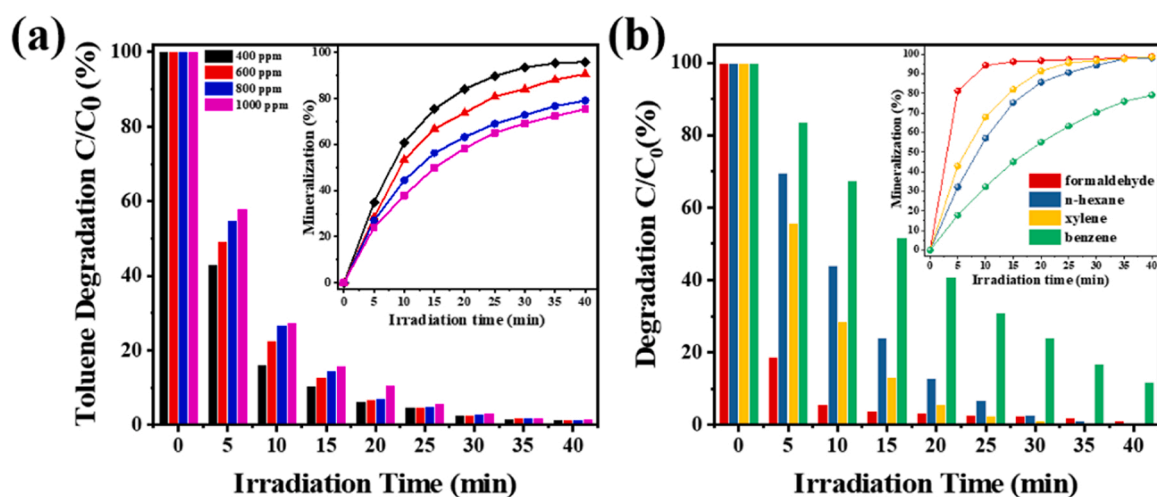 (a)
Toluene Degradation C/C0 (%)
100
80
60
40
20
0
400 ppm
600 ppm
800 ppm
1000 ppm
Mineralization (%)
100
80
60
40
20
0
0 5 10 15 20 25 30 35 40
Irradiation time (min)
0 5 10 15 20 25 30 35 40
Irradiation Time (min)
(b)
Degradation C/C0(%)
100
80
60
40
20
0
Mineralization (%)
100
90
80
70
60
50
40
30
20
10
0
formaldehyde
n-hexane
xylene
benzene
0 5 10 15 20 25 30 35 40
Irradiation time (min)
0 5 10 15 20 25 30 35 40
Irradiation Time (min)